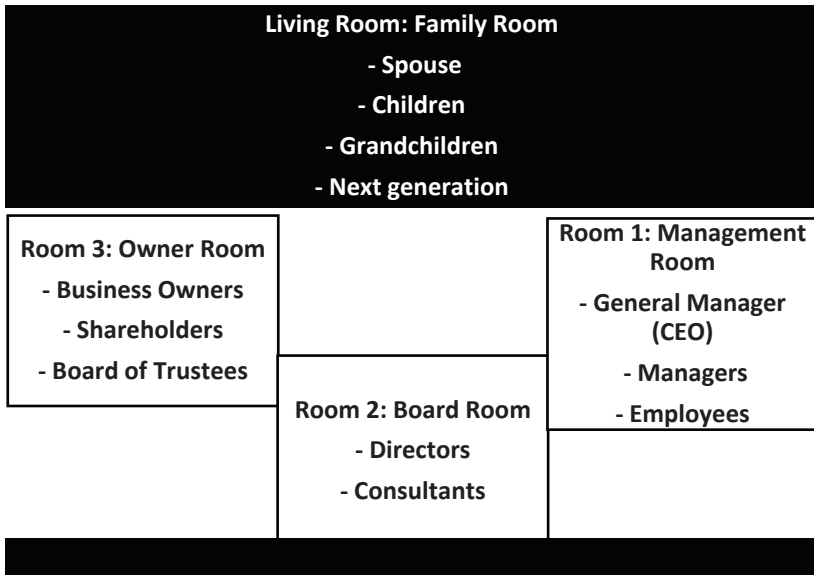 Living Room: Family Room
- Spouse
- Children
- Grandchildren
- Next generation
Room 3: Owner Room
- Business Owners
- Shareholders
- Board of Trustees
Room 2: Board Room
- Directors
- Consultants
Room 1: Management
Room
- General Manager
(CEO)
- Managers
- Employees